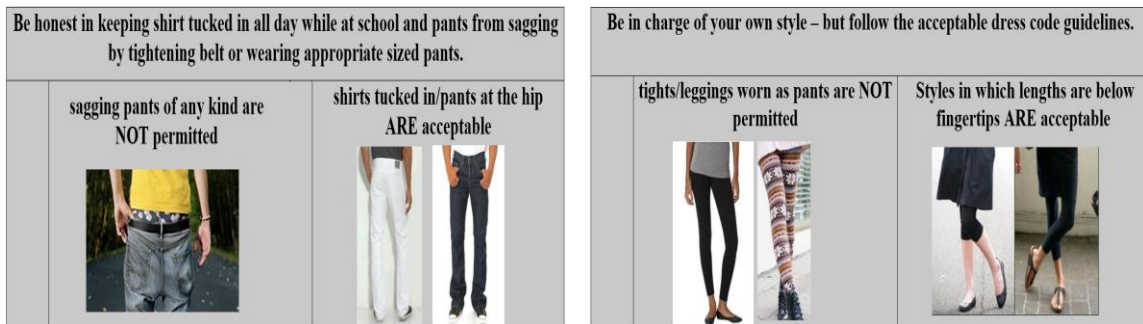 Be honest in keeping shirt tucked in all day while at school and pants from sagging
by tightening belt or wearing appropriate sized pants.
sagging pants of any kind are
NOT permitted
shirts tucked in/pants at the hip
ARE acceptable
Be in charge of your own style – but follow the acceptable dress code guidelines.
tights/leggings worn as pants are NOT
permitted
Styles in which lengths are below
fingertips ARE acceptable